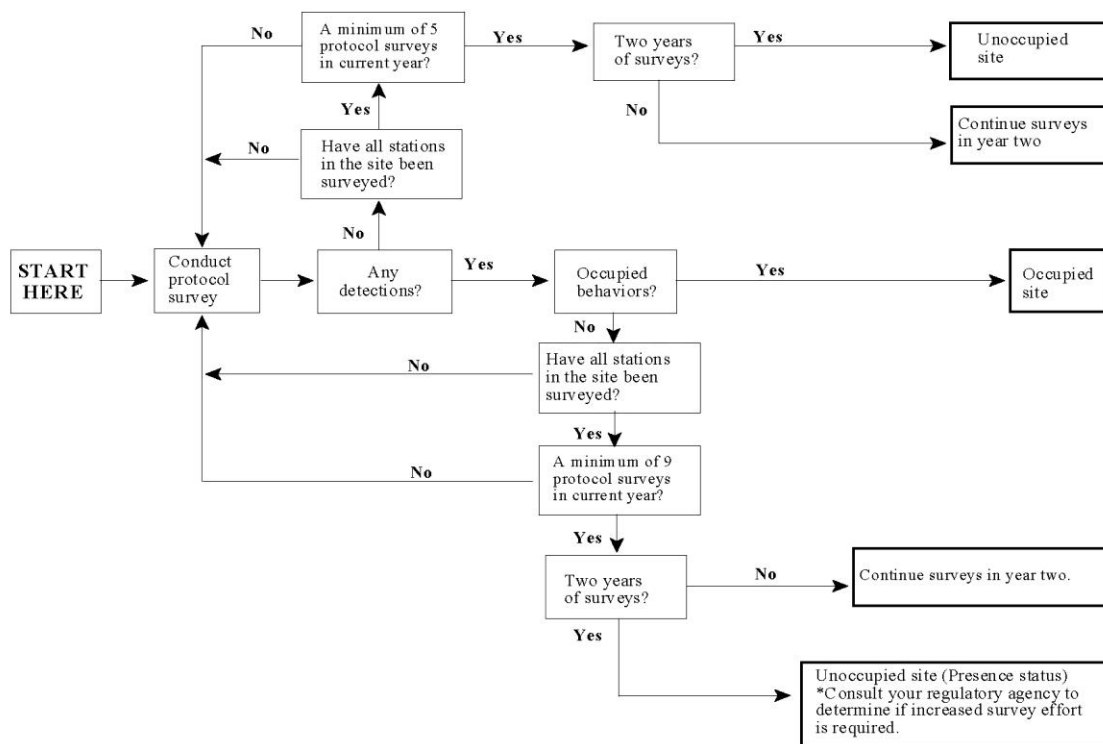 No
A minimum of 5
protocol surveys
in current year?
Yes
Two years
of surveys?
Yes
Unoccupied
site
Yes
No
Continue surveys
in year two
No
Have all stations
in the site been
surveyed?
No
START
HERE
Conduct
protocol
survey
Any
detections?
Yes
Occupied
behaviors?
Yes
Occupied
site
No
No
Have all stations
in the site been
surveyed?
Yes
No
A minimum of 9
protocol surveys
in current year?
Yes
Two years
of surveys?
No
Continue surveys in year two.
Yes
Unoccupied site (Presence status)
*Consult your regulatory agency to
determine if increased survey effort
is required.